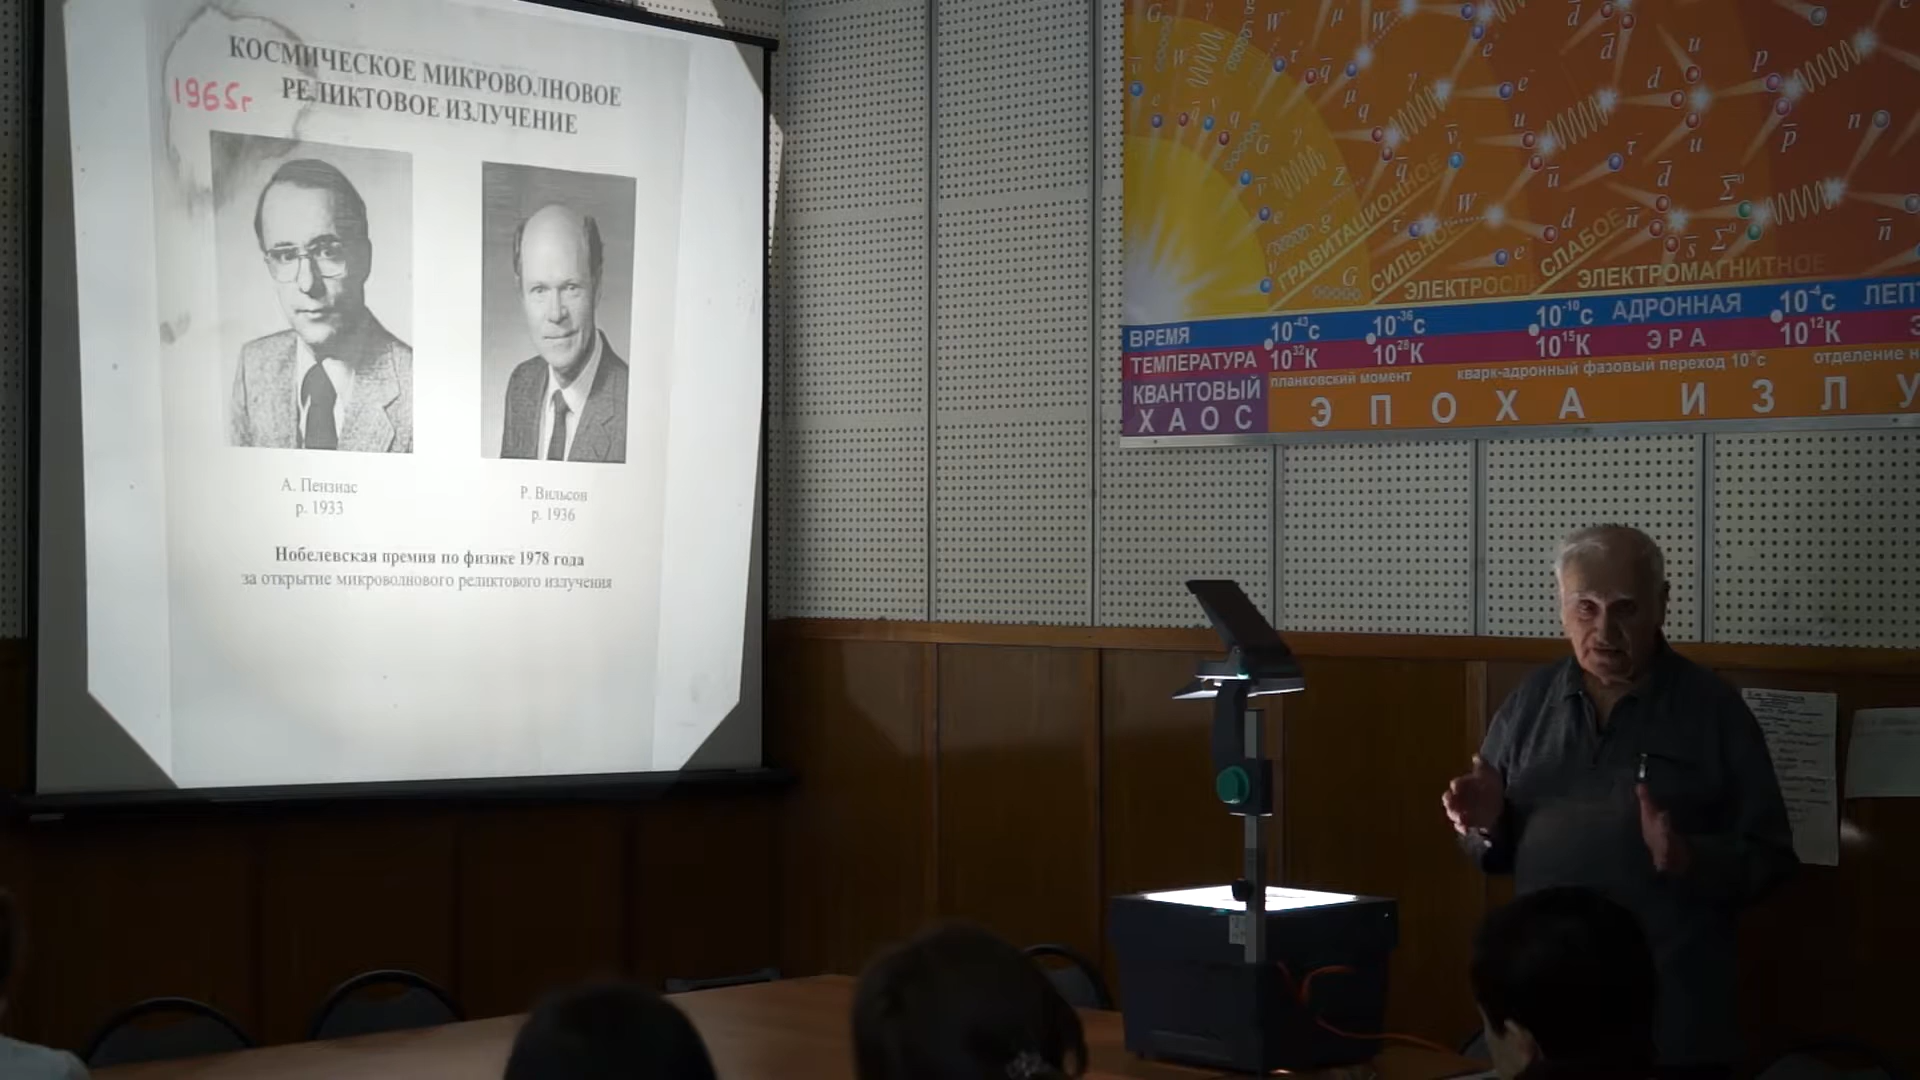 КОСМИЧЕСКОЕ МИКРОВОЛНОВОЕ
РЕЛИКТОВОЕ ИЗЛУЧЕНИЕ
1965г
А. Пензиас
р. 1933
Р. Вильсон
р. 1936
Нобелевская премия по физике 1978 года
за открытие микроволнового реликтового излучения
ГРАВИТАЦИОННОЕ
СИЛЬНОЕ
ЭЛЕКТРОСЛ
СЛАБОЕ
ЭЛЕКТРОМАГНИТНОЕ
ВРЕМЯ 10⁻⁴³с 10⁻³⁶с 10⁻¹⁰с АДРОННАЯ 10⁻⁴с ЛЕПТ
ТЕМПЕРАТУРА 10³²К 10²⁸К 10¹⁵К ЭРА 10¹²К Э
КВАНТОВЫЙ планковский момент кварк-адронный фазовый переход отделение н
ХАОС ЭПОХА ИЗЛУ